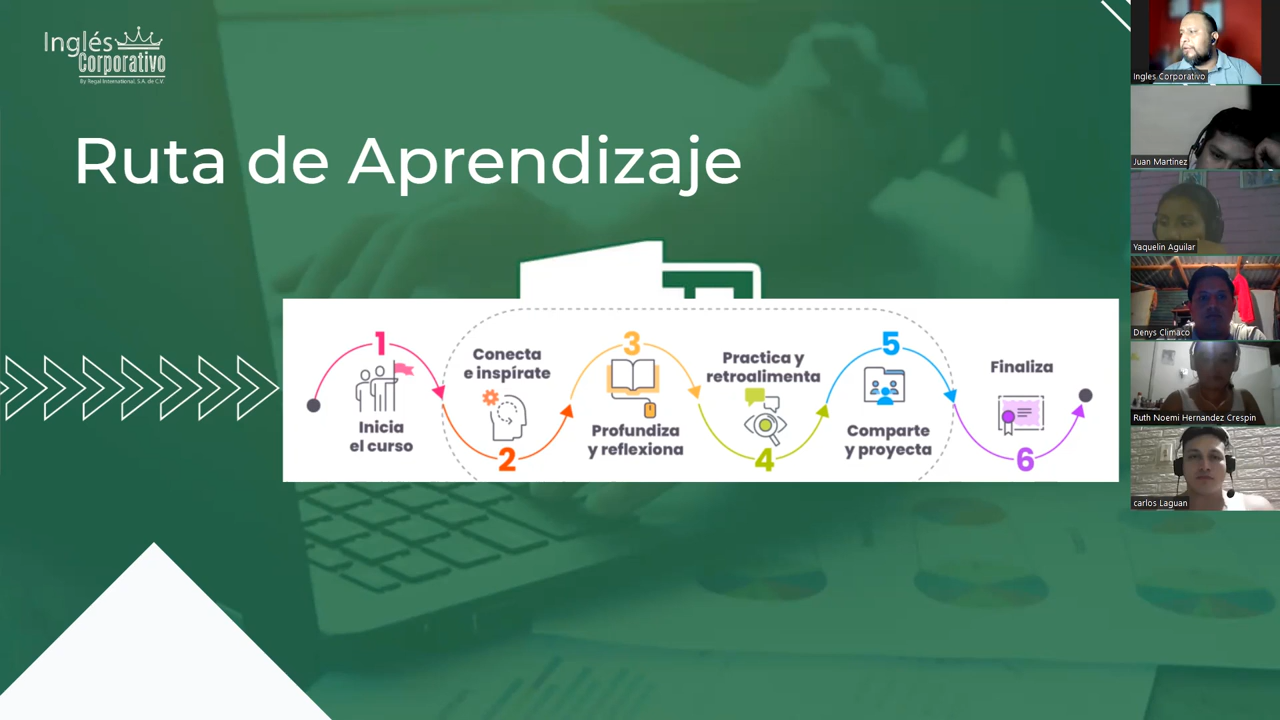 Inglés
Corporativo
By Regal International, S.A. de C.V.
Ruta de Aprendizaje
1
Inicia
el curso
Conecta
e inspírate
2
3
Profundiza
y reflexiona
Practica y
retroalimenta
4
5
Comparte
y proyecta
Finaliza
6
Ingles Corporativo
Juan Martinez
Yaquelin Aguilar
Denys Climaco
Ruth Noemi Hernandez Crespin
carlos Laguan